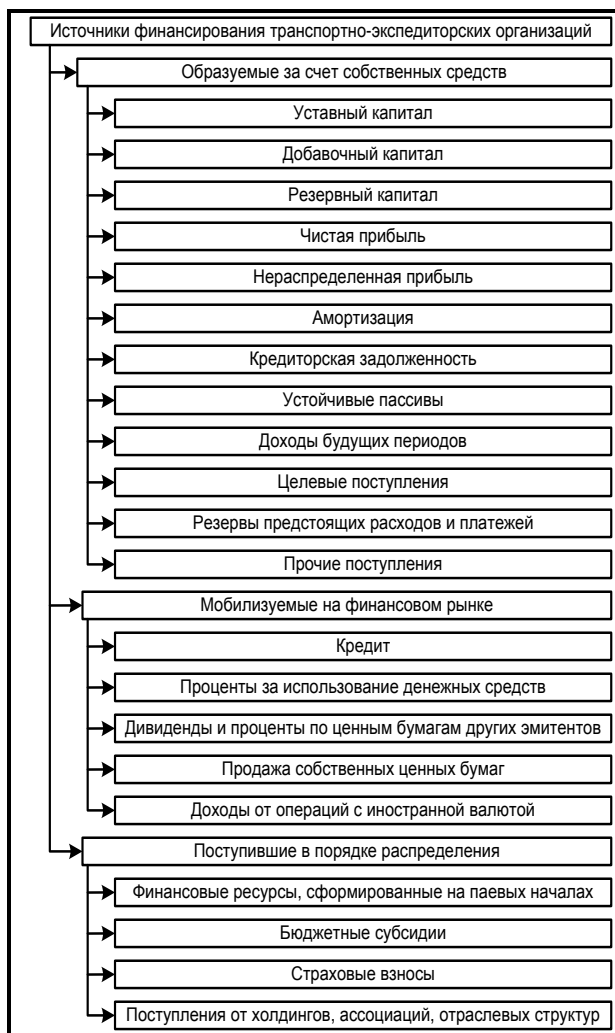 Источники финансирования транспортно-экспедиторских организаций
Образуемые за счет собственных средств
Уставный капитал
Добавочный капитал
Резервный капитал
Чистая прибыль
Нераспределенная прибыль
Амортизация
Кредиторская задолженность
Устойчивые пассивы
Доходы будущих периодов
Целевые поступления
Резервы предстоящих расходов и платежей
Прочие поступления
Мобилизуемые на финансовом рынке
Кредит
Проценты за использование денежных средств
Дивиденды и проценты по ценным бумагам других эмитентов
Продажа собственных ценных бумаг
Доходы от операций с иностранной валютой
Поступившие в порядке распределения
Финансовые ресурсы, сформированные на паевых началах
Бюджетные субсидии
Страховые взносы
Поступления от холдингов, ассоциаций, отраслевых структур